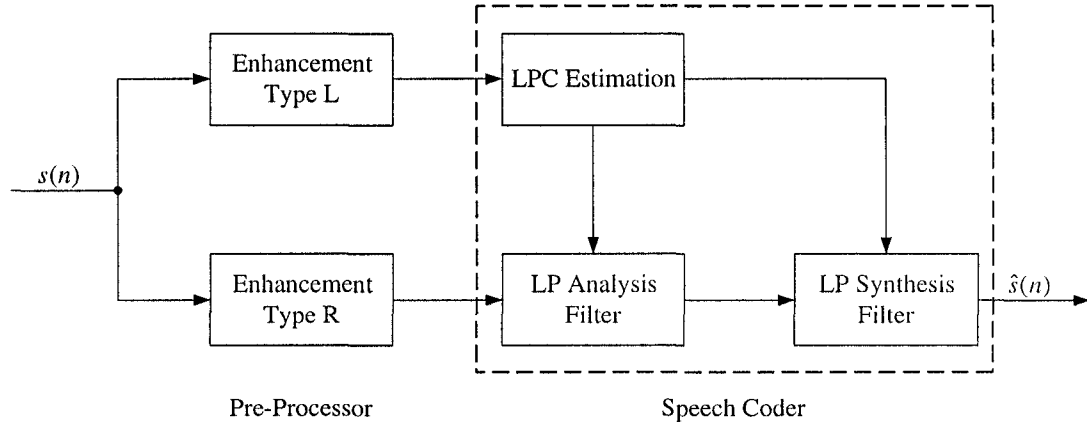 Enhancement
Type L
LPC Estimation
s(n)
Enhancement
Type R
LP Analysis
Filter
LP Synthesis
Filter
ŝ(n)
Pre-Processor
Speech Coder